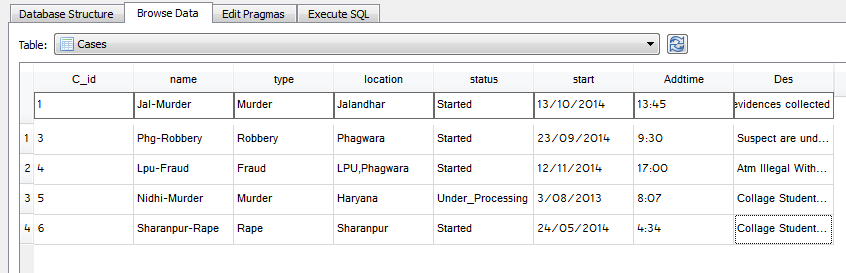 Database Structure Browse Data Edit Pragmas Execute SQL
Table: Cases
C_id name type location status start Addtime Des
1 Jal-Murder Murder Jalandhar Started 13/10/2014 13:45 evidences collected
1 3 Phg-Robbery Robbery Phagwara Started 23/09/2014 9:30 Suspect are und...
2 4 Lpu-Fraud Fraud LPU,Phagwara Started 12/11/2014 17:00 Atm Illegal With...
3 5 Nidhi-Murder Murder Haryana Under_Processing 3/08/2013 8:07 Collage Student...
4 6 Sharanpur-Rape Rape Sharanpur Started 24/05/2014 4:34 Collage Student...